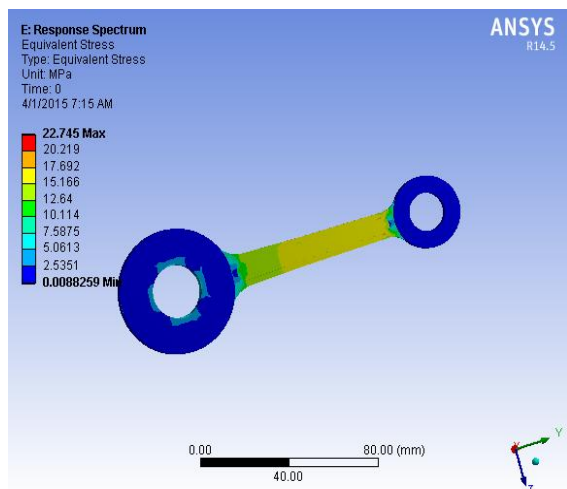 E: Response Spectrum
Equivalent Stress
Type: Equivalent Stress
Unit: MPa
Time: 0
4/1/2015 7:15 AM
ANSYS
R14.5
22.745 Max
20.219
17.692
15.166
12.64
10.114
7.5875
5.0613
2.5351
0.0088259 Mi
0.00
80.00 (mm)
40.00
X
Y
Z